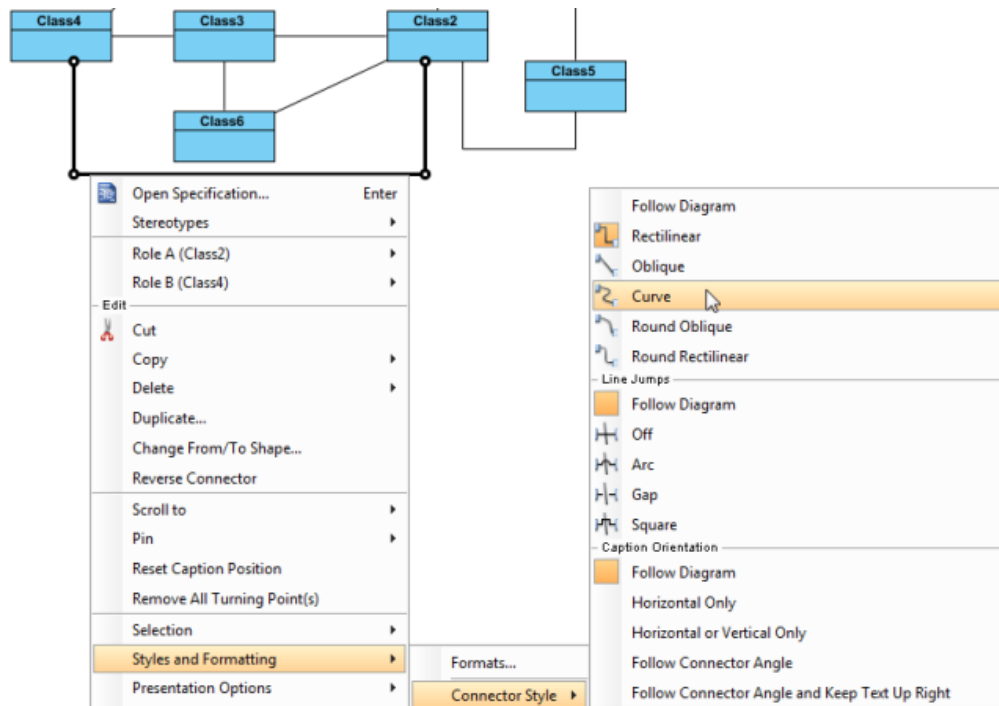 Class4
Class3
Class2
Class5
Class6
Open Specification... Enter
Stereotypes
Role A (Class2)
Role B (Class4)
Edit
Cut
Copy
Delete
Duplicate...
Change From/To Shape...
Reverse Connector
Scroll to
Pin
Reset Caption Position
Remove All Turning Point(s)
Selection
Styles and Formatting
Presentation Options
Formats...
Connector Style
Follow Diagram
Rectilinear
Oblique
Curve
Round Oblique
Round Rectilinear
Line Jumps
Follow Diagram
Off
Arc
Gap
Square
Caption Orientation
Follow Diagram
Horizontal Only
Horizontal or Vertical Only
Follow Connector Angle
Follow Connector Angle and Keep Text Up Right